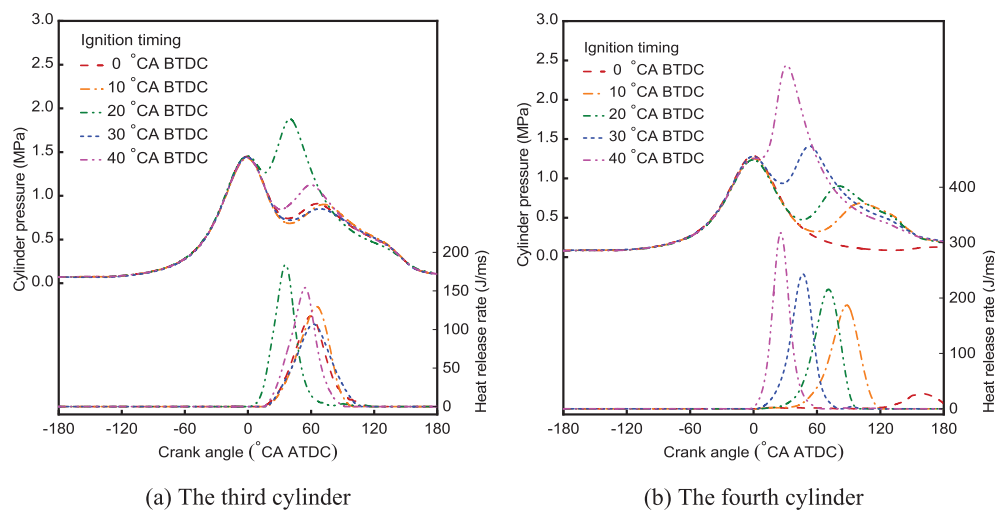 Ignition timing
0 °CA BTDC
10 °CA BTDC
20 °CA BTDC
30 °CA BTDC
40 °CA BTDC
Cylinder pressure (MPa)
3.0
2.5
2.0
1.5
1.0
0.5
0.0
200
150
100
50
0
Heat release rate (J/ms)
-180 -120 -60 0 60 120 180
Crank angle (°CA ATDC)
(a) The third cylinder
Ignition timing
0 °CA BTDC
10 °CA BTDC
20 °CA BTDC
30 °CA BTDC
40 °CA BTDC
Cylinder pressure (MPa)
3.0
2.5
2.0
1.5
1.0
0.5
0.0
400
300
200
100
0
Heat release rate (J/ms)
-180 -120 -60 0 60 120 180
Crank angle (°CA ATDC)
(b) The fourth cylinder